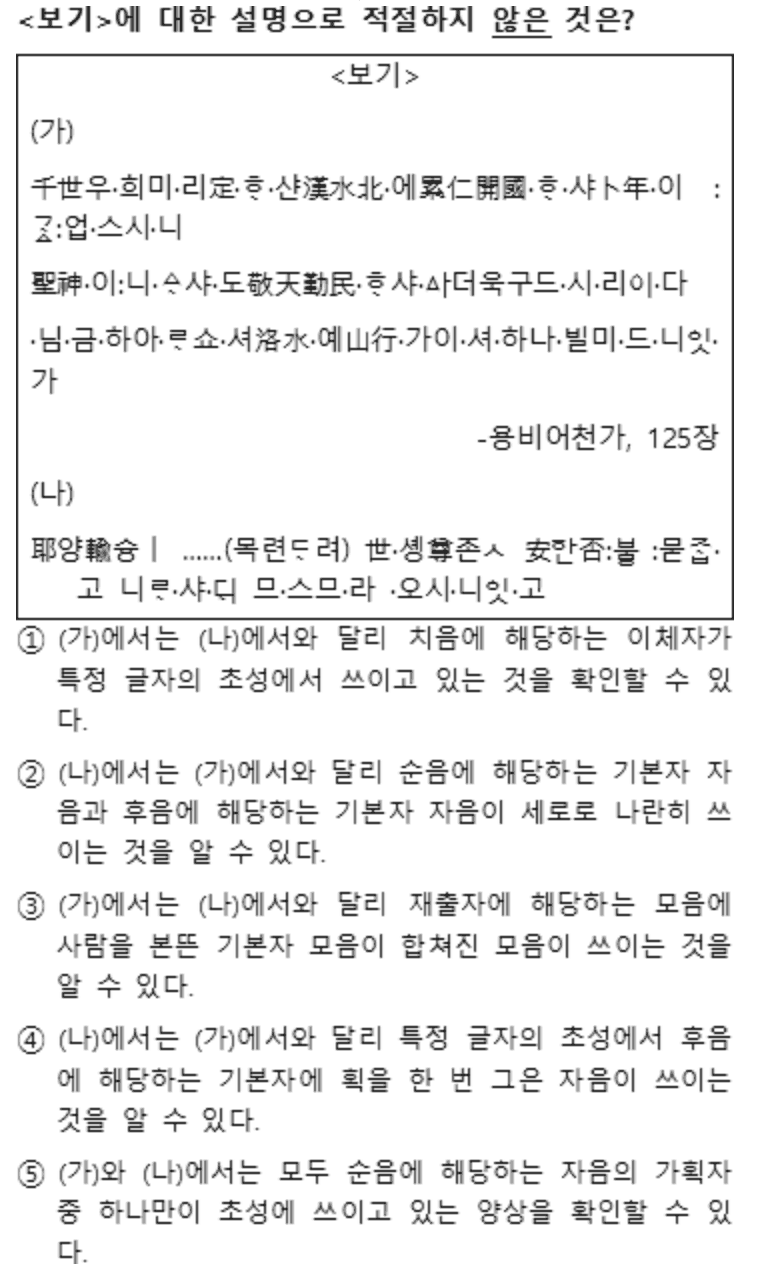 <보기>에 대한 설명으로 적절하지 않은 것은?
<보기>
(가)
千世우·희미·리定·ᄒᆞ·샨漢水北·에累仁開國·ᄒᆞ·샤卜年·이 :
ᄀᆞᇫ:업·스시·니
聖神·이:니·ᅀᆞ샤·도敬天勤民·ᄒᆞ·샤·ᅀᅡ더욱구드·시·리ᅌᅵ·다
·님·금·하아·ᄅᆞ쇼·셔洛水·예山行·가이·셔·하나·빌미·드·니ᅌᅵᆺ·
가
-용비어천가, 125장
(나)
耶양輸슝ㅣ ......(목련ᄃᆞ려) 世·솅尊존ㅅ 安ᅙᅡᆫ否:ᄫᅮᇢ :묻ᄌᆞᆸ·
고 니ᄅᆞ·샤·ᄃᆡ 므·스므·라 ·오시·니ᅌᅵᆺ·고
① (가)에서는 (나)에서와 달리 치음에 해당하는 이체자가
특정 글자의 초성에서 쓰이고 있는 것을 확인할 수 있
다.
② (나)에서는 (가)에서와 달리 순음에 해당하는 기본자 자
음과 후음에 해당하는 기본자 자음이 세로로 나란히 쓰
이는 것을 알 수 있다.
③ (가)에서는 (나)에서와 달리 재출자에 해당하는 모음에
사람을 본뜬 기본자 모음이 합쳐진 모음이 쓰이는 것을
알 수 있다.
④ (나)에서는 (가)에서와 달리 특정 글자의 초성에서 후음
에 해당하는 기본자에 획을 한 번 그은 자음이 쓰이는
것을 알 수 있다.
⑤ (가)와 (나)에서는 모두 순음에 해당하는 자음의 가획자
중 하나만이 초성에 쓰이고 있는 양상을 확인할 수 있
다.